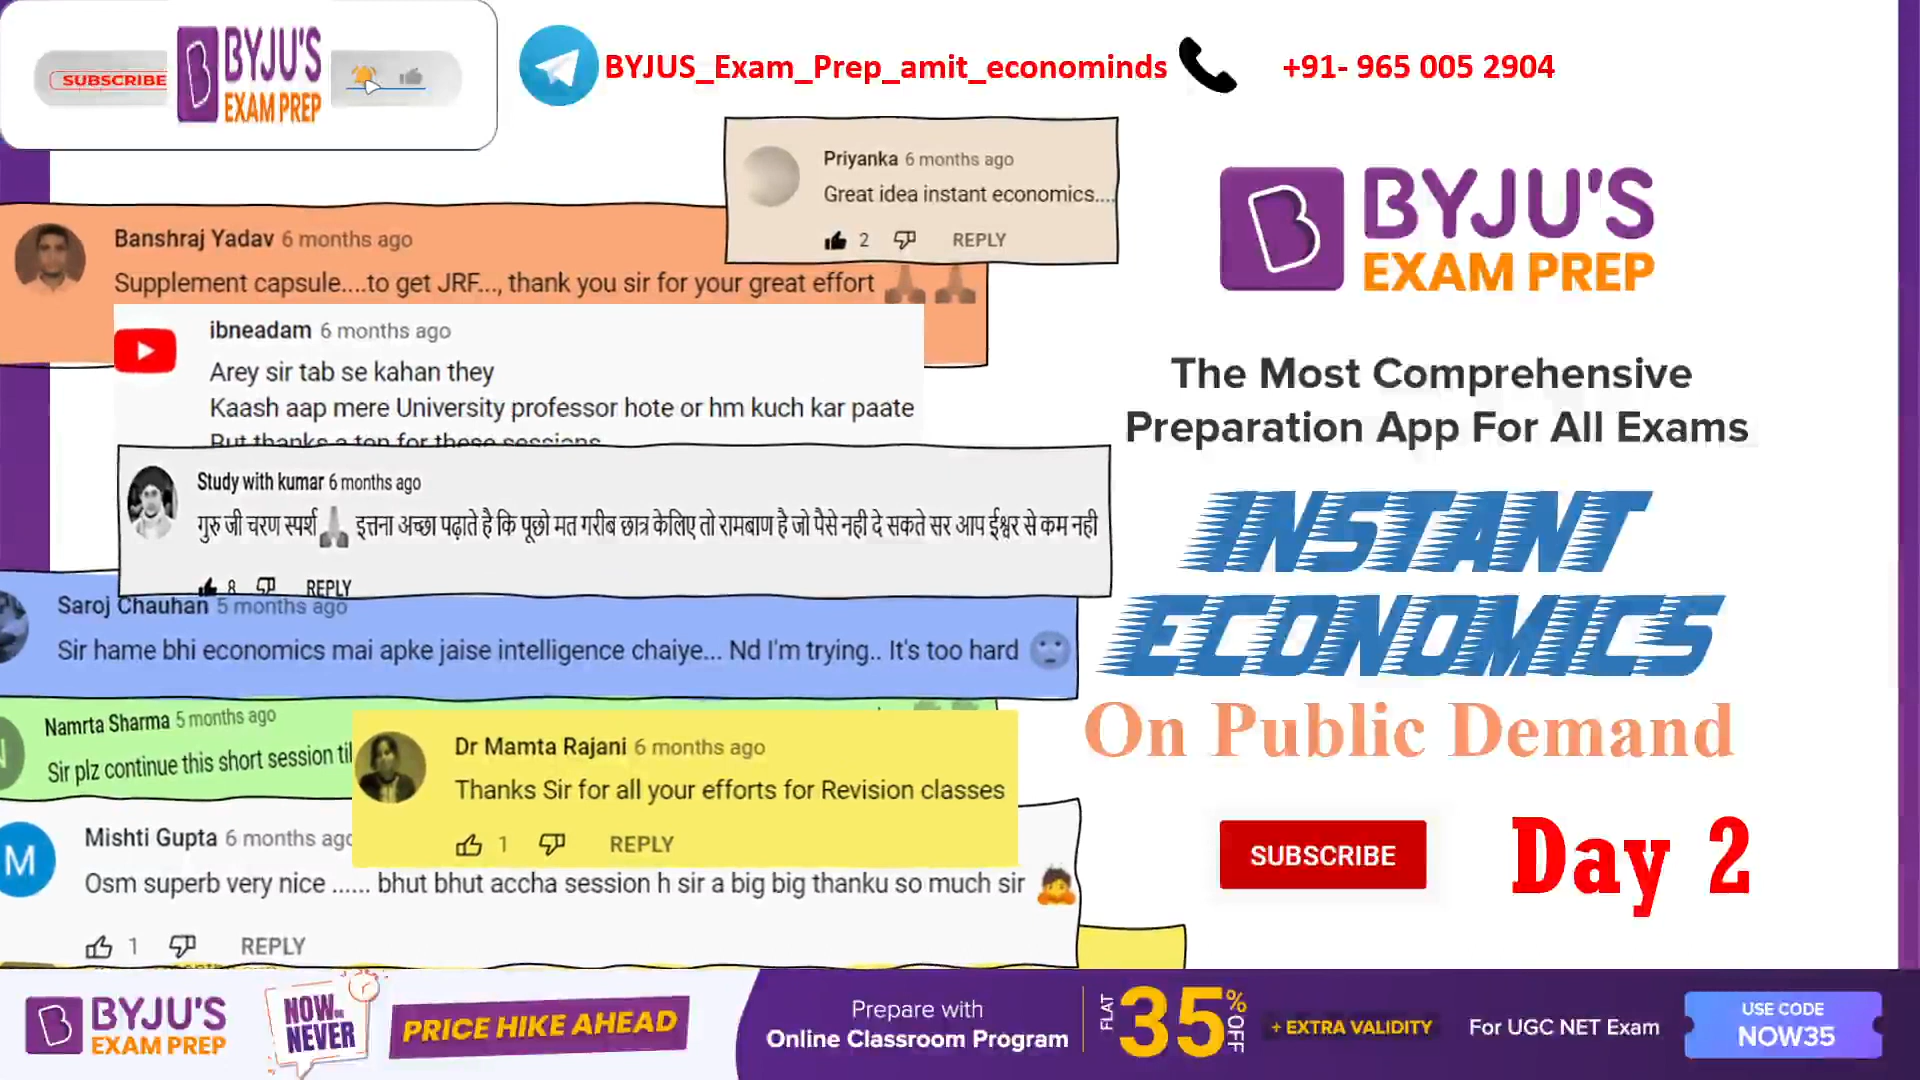 SUBSCRIBE
BYJU'S
EXAM PREP
BYJUS_Exam_Prep_amit_econominds
+91- 965 005 2904
Priyanka 6 months ago
Great idea instant economics....
2 REPLY
Banshraj Yadav 6 months ago
Supplement capsule....to get JRF..., thank you sir for your great effort
ibneadam 6 months ago
Arey sir tab se kahan they
Kaash aap mere University professor hote or hm kuch kar paate
But thanks a ton for these sessions
Study with kumar 6 months ago
गुरु जी चरण स्पर्श 🙏 इत्तना अच्छा पढ़ाते है कि पूछो मत गरीब छात्र केलिए तो रामबाण है जो पैसे नही दे सकते सर आप ईश्वर से कम नही
8 REPLY
Saroj Chauhan 5 months ago
Sir hame bhi economics mai apke jaise intelligence chaiye... Nd I'm trying.. It's too hard
Namrta Sharma 5 months ago
Sir plz continue this short session til
Dr Mamta Rajani 6 months ago
Thanks Sir for all your efforts for Revision classes
1 REPLY
Mishti Gupta 6 months ago
Osm superb very nice ...... bhut bhut accha session h sir a big big thanku so much sir
1 REPLY
BYJU'S
EXAM PREP
The Most Comprehensive
Preparation App For All Exams
INSTANT
ECONOMICS
On Public Demand
SUBSCRIBE
Day 2
BYJU'S
EXAM PREP
NOW OR
NEVER
PRICE HIKE AHEAD
Prepare with
Online Classroom Program
FLAT 35% OFF
+ EXTRA VALIDITY
For UGC NET Exam
USE CODE
NOW35